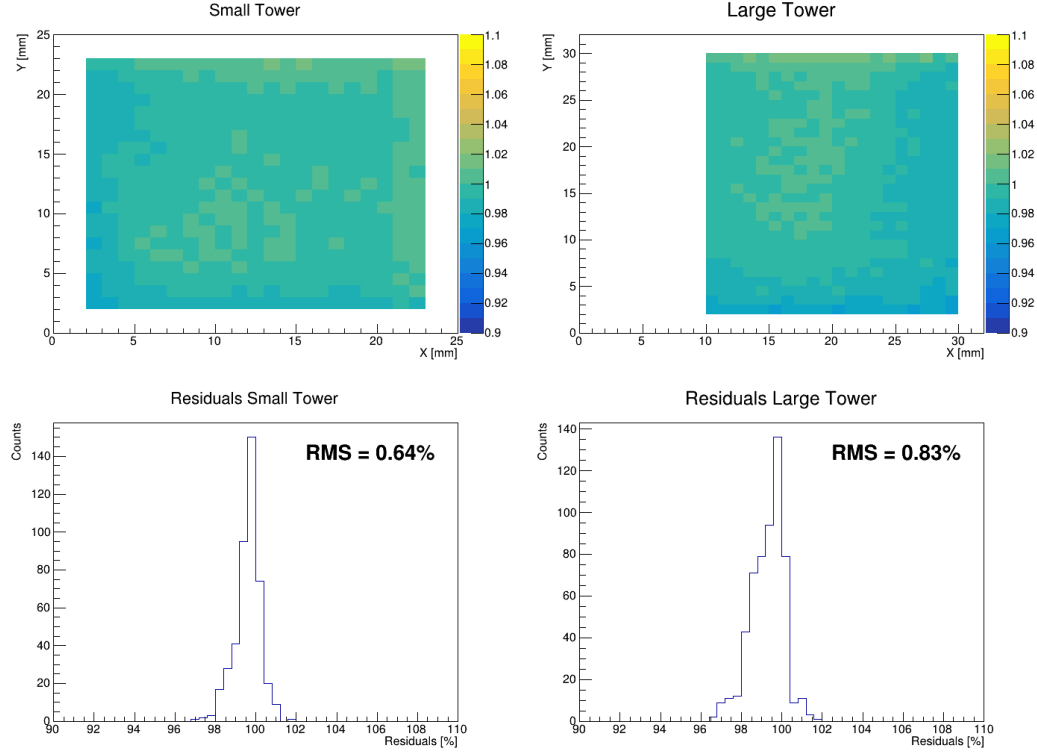 Small Tower
Y [mm]
25
20
15
10
5
0
0 5 10 15 20 25
X [mm]
1.1
1.08
1.06
1.04
1.02
1
0.98
0.96
0.94
0.92
0.9
Large Tower
Y [mm]
30
25
20
15
10
5
0
0 5 10 15 20 25 30
X [mm]
1.1
1.08
1.06
1.04
1.02
1
0.98
0.96
0.94
0.92
0.9
Residuals Small Tower
Counts
RMS = 0.64%
140
120
100
80
60
40
20
0
90 92 94 96 98 100 102 104 106 108 110
Residuals [%]
Residuals Large Tower
Counts
RMS = 0.83%
140
120
100
80
60
40
20
0
90 92 94 96 98 100 102 104 106 108 110
Residuals [%]